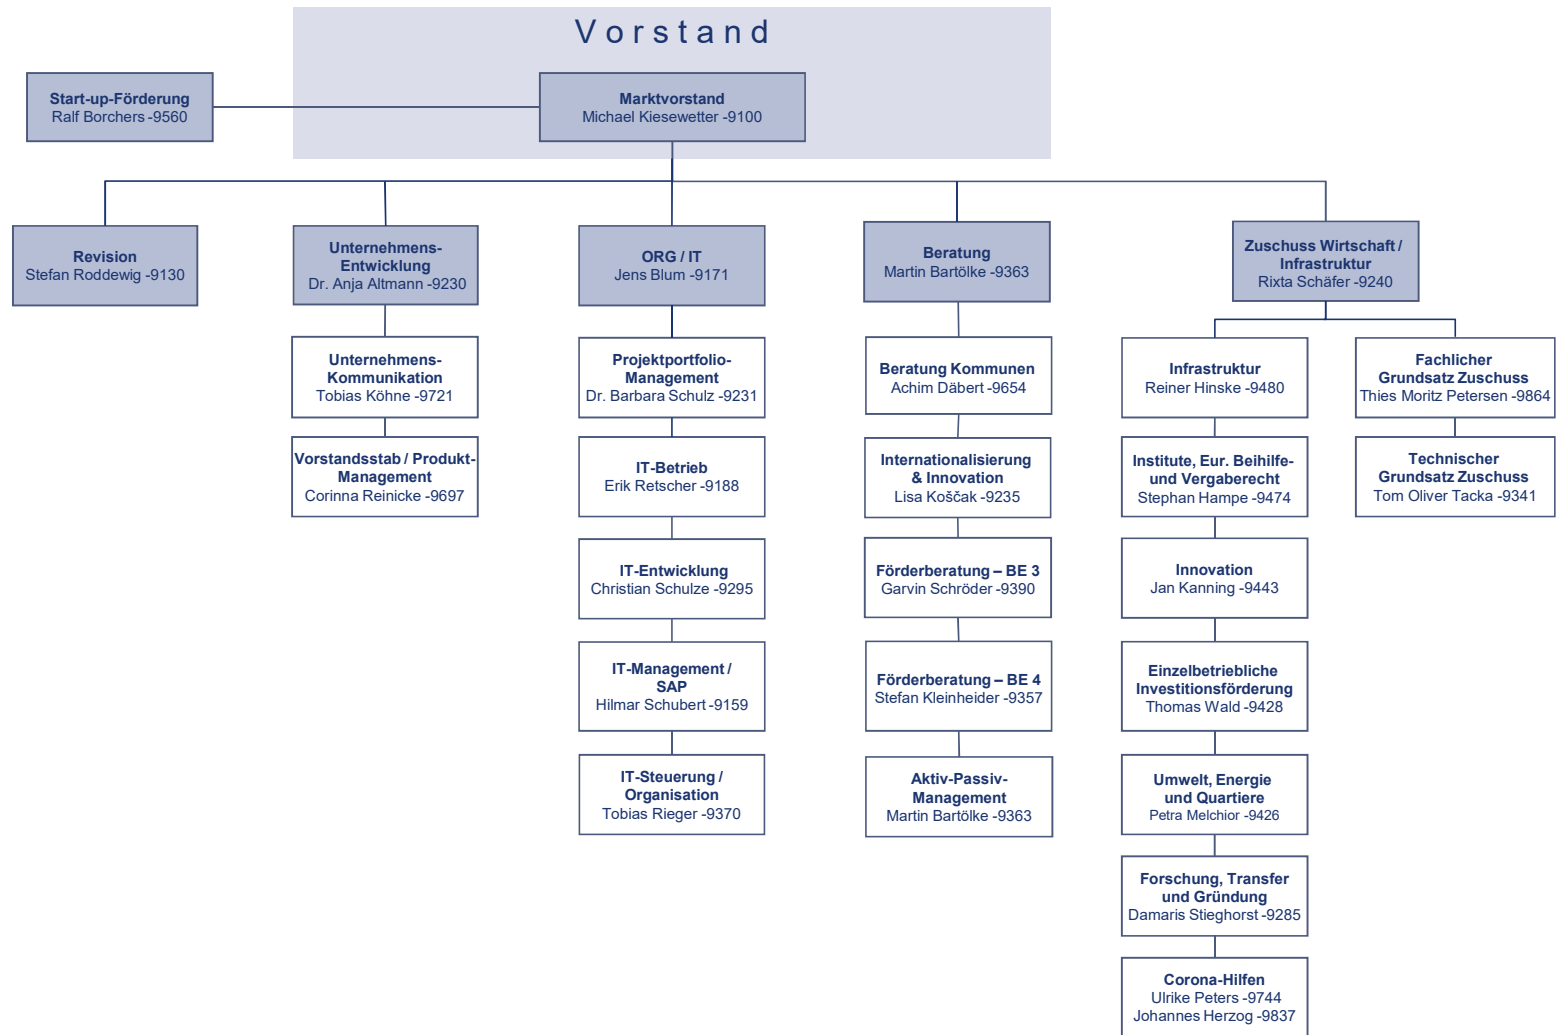 Vorstand
Start-up-Förderung
Ralf Borchers -9560
Marktvorstand
Michael Kiesewetter -9100
Revision
Stefan Roddewig -9130
Unternehmens-
Entwicklung
Dr. Anja Altmann -9230
ORG / IT
Jens Blum -9171
Beratung
Martin Bartölke -9363
Zuschuss Wirtschaft /
Infrastruktur
Rixta Schäfer -9240
Unternehmens-
Kommunikation
Tobias Köhne -9721
Vorstandsstab / Produkt-
Management
Corinna Reinicke -9697
Projektportfolio-
Management
Dr. Barbara Schulz -9231
IT-Betrieb
Erik Retscher -9188
IT-Entwicklung
Christian Schulze -9295
IT-Management /
SAP
Hilmar Schubert -9159
IT-Steuerung /
Organisation
Tobias Rieger -9370
Beratung Kommunen
Achim Däbert -9654
Internationalisierung
& Innovation
Lisa Koščak -9235
Förderberatung – BE 3
Garvin Schröder -9390
Förderberatung – BE 4
Stefan Kleinheider -9357
Aktiv-Passiv-
Management
Martin Bartölke -9363
Infrastruktur
Reiner Hinske -9480
Institute, Eur. Beihilfe-
und Vergaberecht
Stephan Hampe -9474
Innovation
Jan Kanning -9443
Einzelbetriebliche
Investitionsförderung
Thomas Wald -9428
Umwelt, Energie
und Quartiere
Petra Melchior -9426
Forschung, Transfer
und Gründung
Damaris Stieghorst -9285
Corona-Hilfen
Ulrike Peters -9744
Johannes Herzog -9837
Fachlicher
Grundsatz Zuschuss
Thies Moritz Petersen -9864
Technischer
Grundsatz Zuschuss
Tom Oliver Tacka -9341